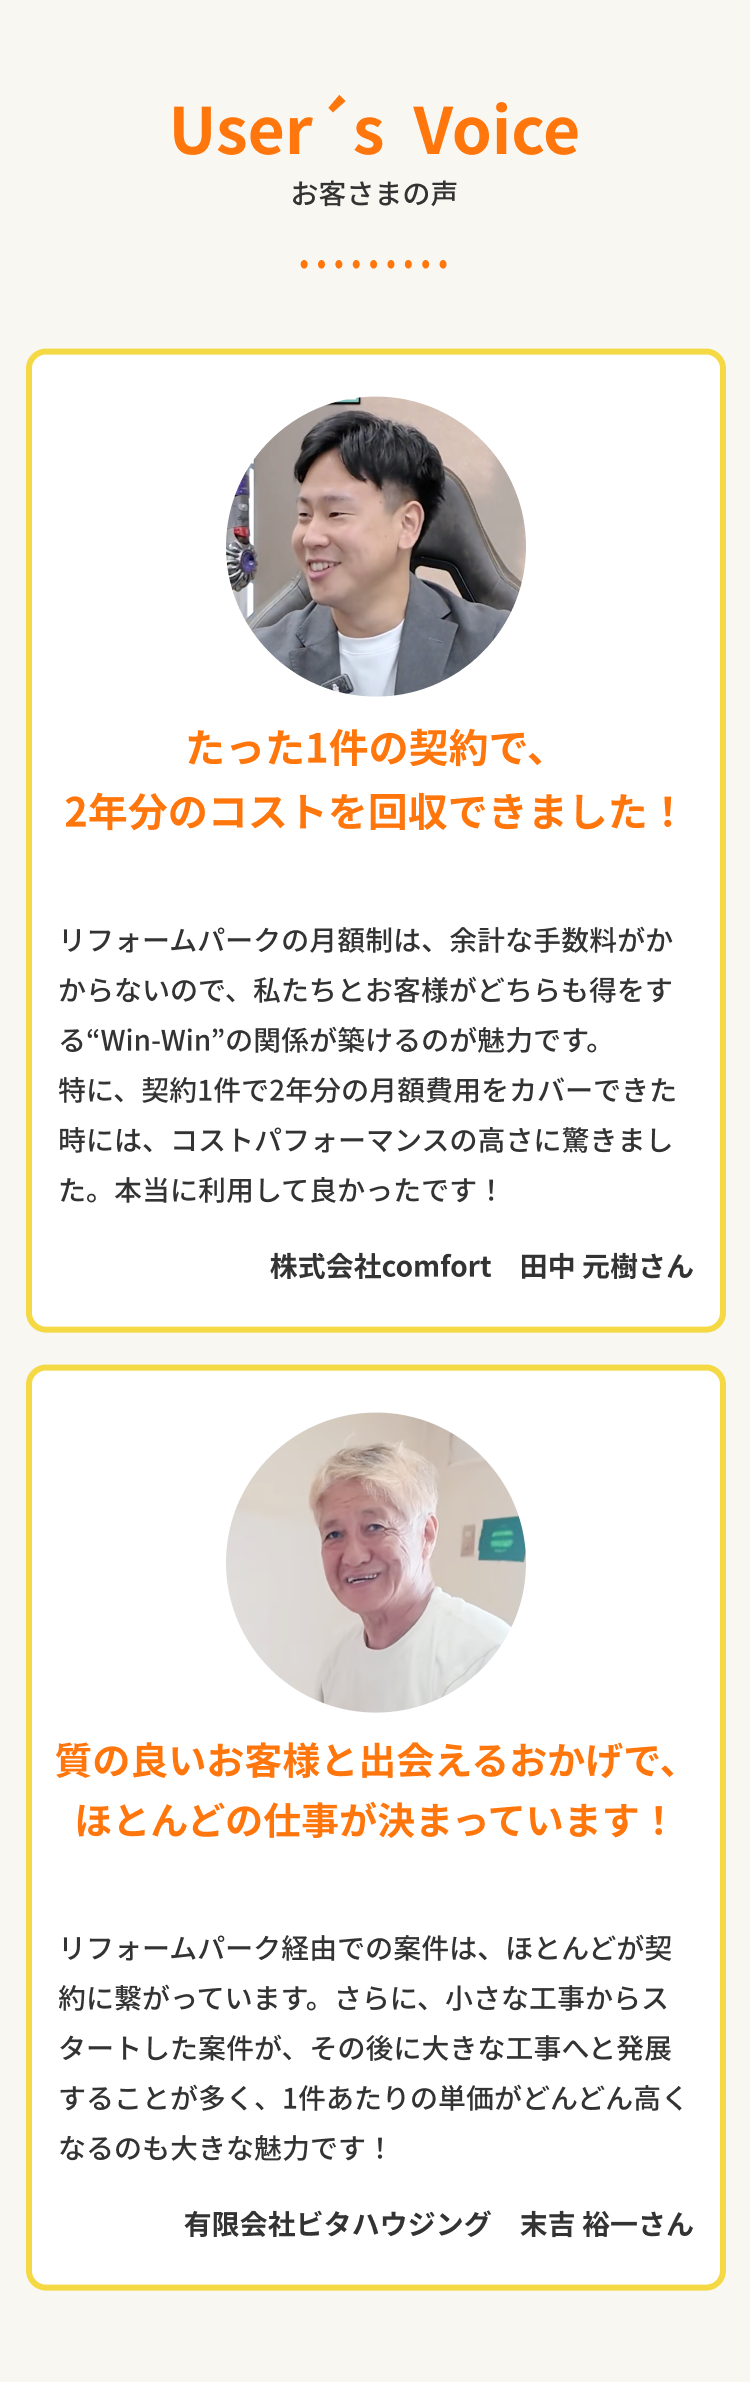 User´s Voice
お客さまの声
たった1件の契約で、
2年分のコストを回収できました！
リフォームパークの月額制は、余計な手数料がか
からないので、私たちとお客様がどちらも得をす
る“Win-Win”の関係が築けるのが魅力です。
特に、契約1件で2年分の月額費用をカバーできた
時には、コストパフォーマンスの高さに驚きまし
た。本当に利用して良かったです！
株式会社comfort　田中 元樹さん
質の良いお客様と出会えるおかげで、
ほとんどの仕事が決まっています！
リフォームパーク経由での案件は、ほとんどが契
約に繋がっています。さらに、小さな工事からス
タートした案件が、その後に大きな工事へと発展
することが多く、1件あたりの単価がどんどん高く
なるのも大きな魅力です！
有限会社ビタハウジング　末吉 裕一さん